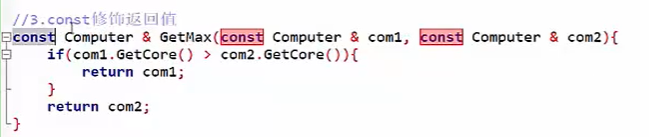 //3.const修饰返回值
const Computer & GetMax(const Computer & com1, const Computer & com2){
if(com1.GetCore() > com2.GetCore()){
return com1;
}
return com2;
}